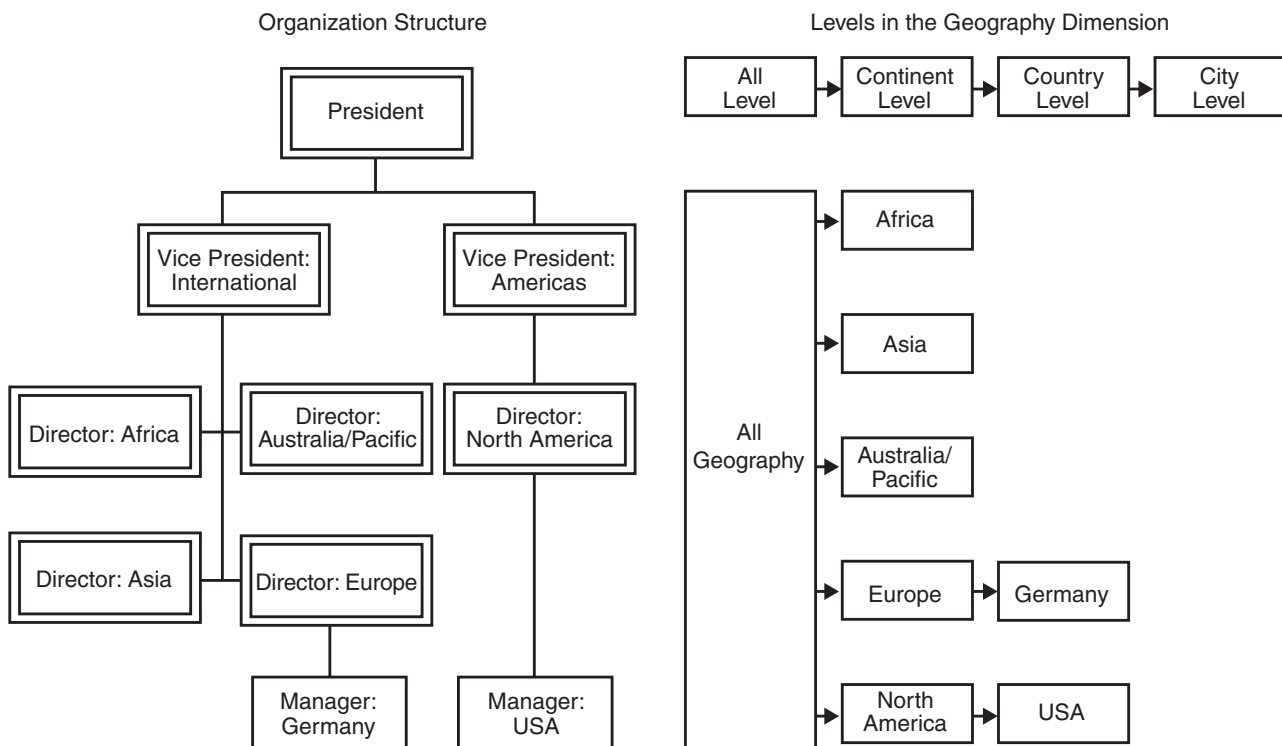 Organization Structure
President
Vice President:
International
Vice President:
Americas
Director: Africa
Director:
Australia/Pacific
Director:
North America
Director: Asia
Director: Europe
Manager:
Germany
Manager:
USA
Levels in the Geography Dimension
All
Level
Continent
Level
Country
Level
City
Level
All
Geography
Africa
Asia
Australia/
Pacific
Europe
Germany
North
America
USA